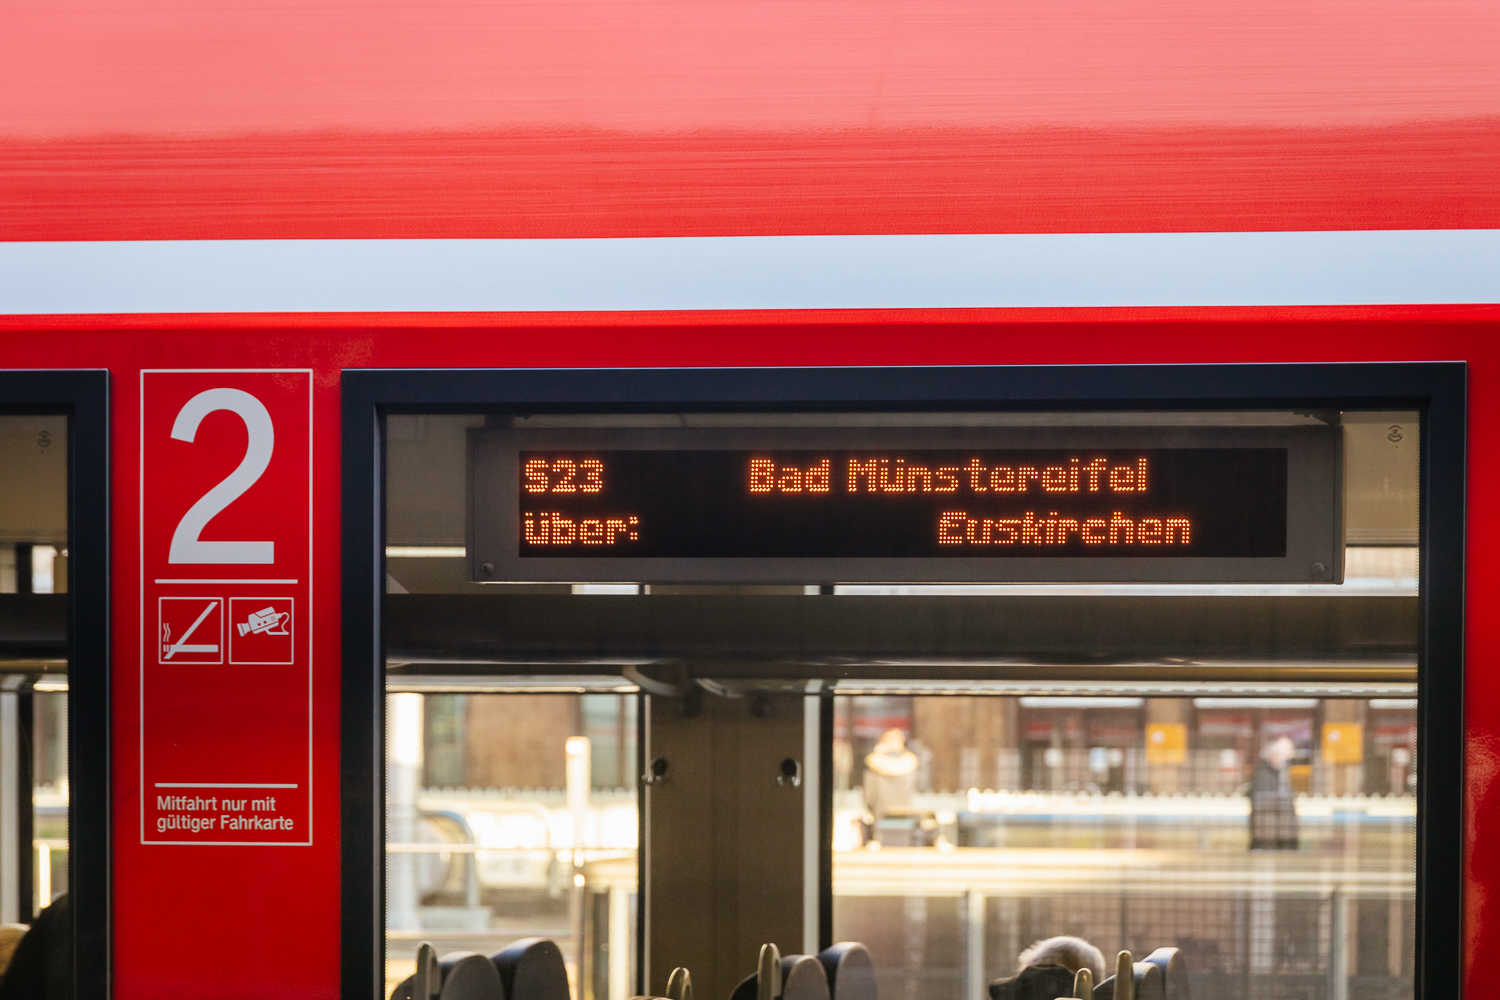 2
Mitfahrt nur mit
gültiger Fahrkarte
S23 Bad Münstereifel
über: Euskirchen